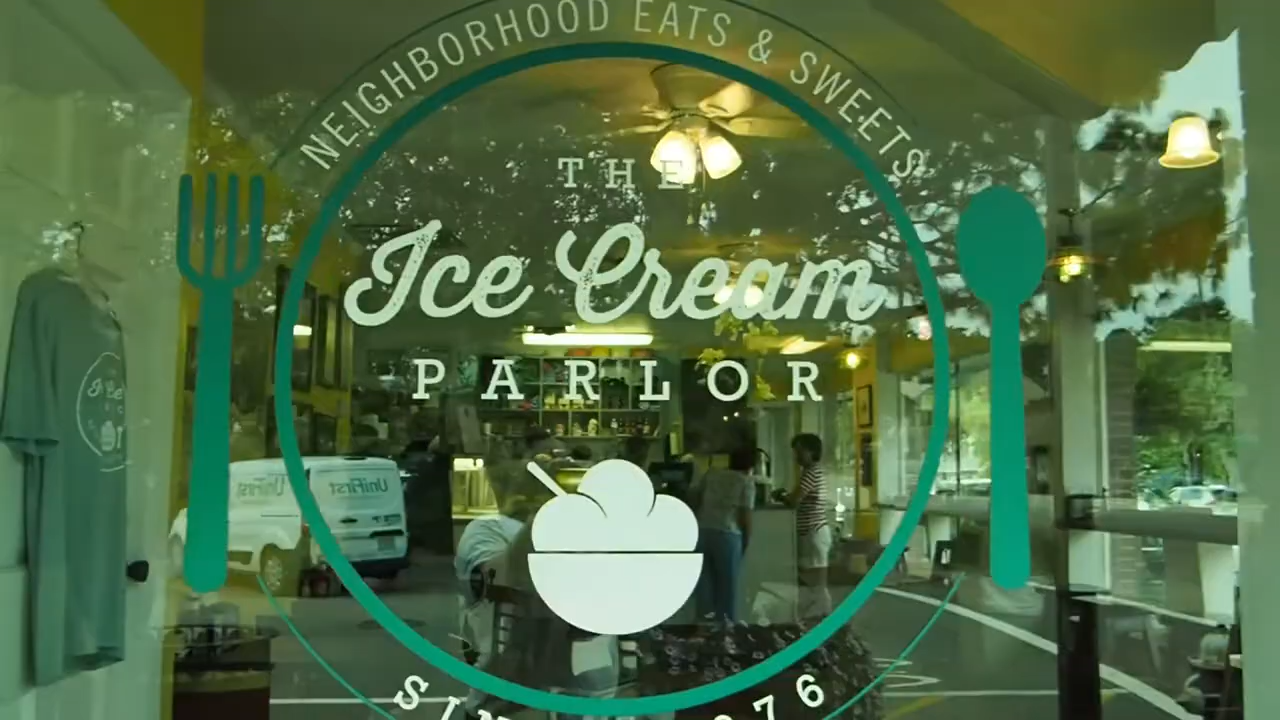 NEIGHBORHOOD EATS & SWEETS
THE
Ice Cream
PARLOR
UniFirst UniFirst